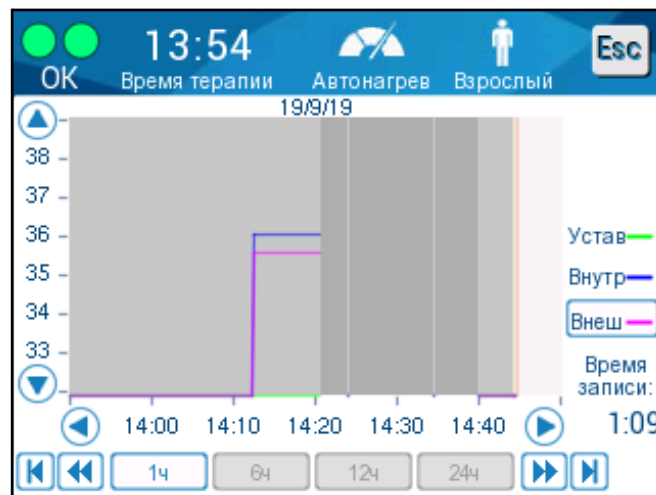 13:54
Esc
OK
Время терапии
Автонагрев
Взрослый
19/9/19
38
37
36
35
34
33
Устав
Внутр
Внеш
Время
записи:
1:09
14:00 14:10 14:20 14:30 14:40
1ч 6ч 12ч 24ч